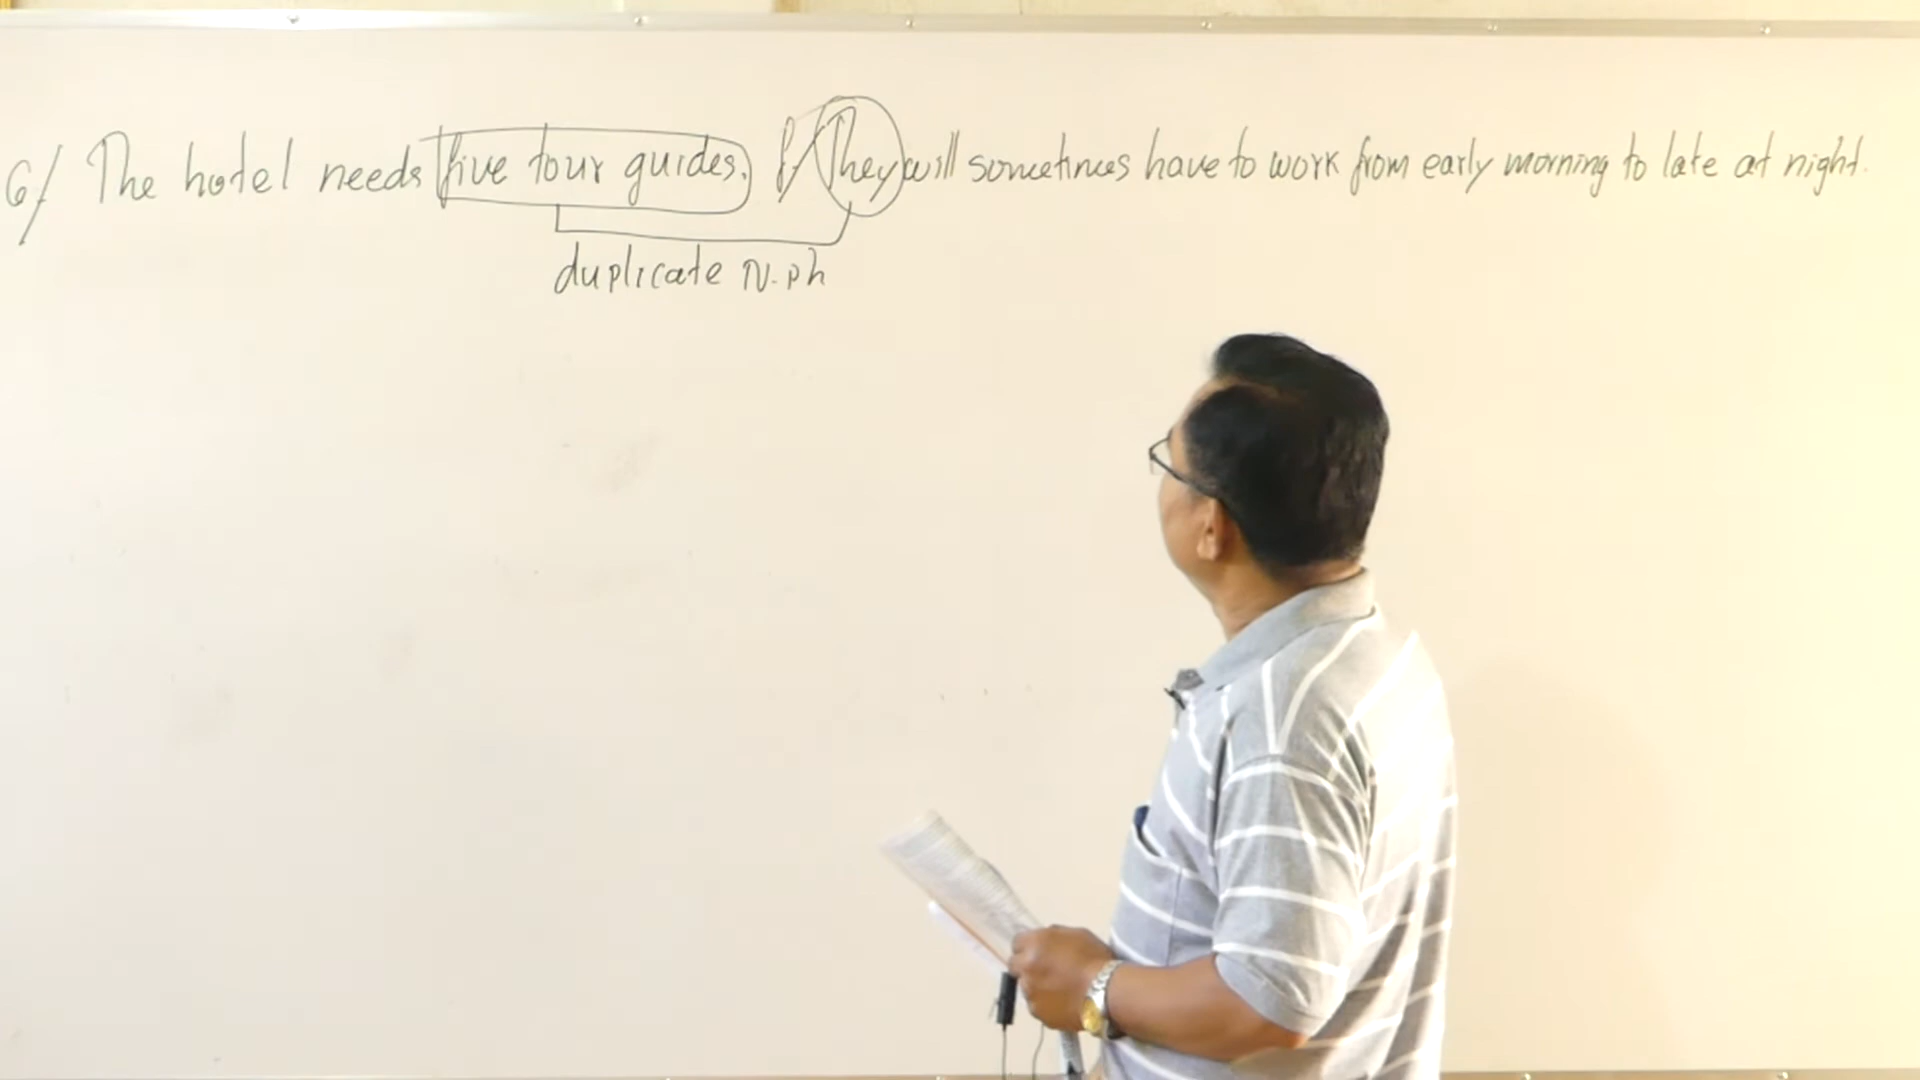 6/ The hotel needs five tour guides. They will sometimes have to work from early morning to late at night.
duplicate N.ph